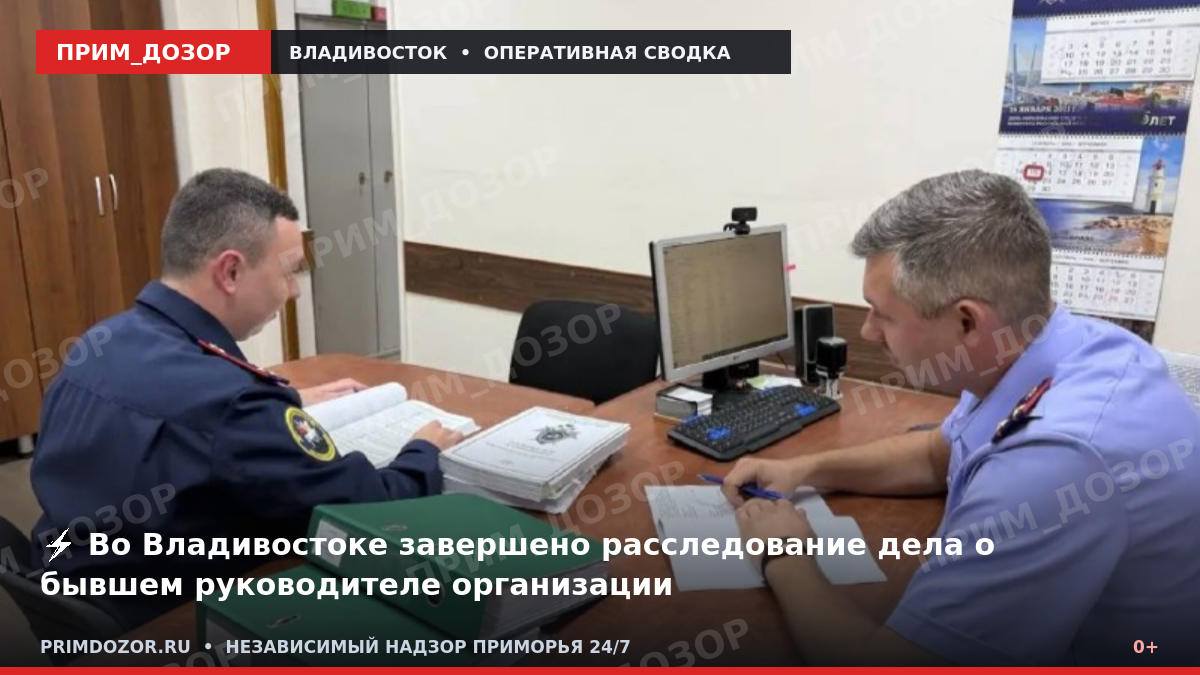 ПРИМ_ДОЗОР
ВЛАДИВОСТОК • ОПЕРАТИВНАЯ СВОДКА
ЛЕТ
⚡ Во Владивостоке завершено расследование дела о
бывшем руководителе организации
PRIMDOZOR.RU • НЕЗАВИСИМЫЙ НАДЗОР ПРИМОРЬЯ 24/7
0+